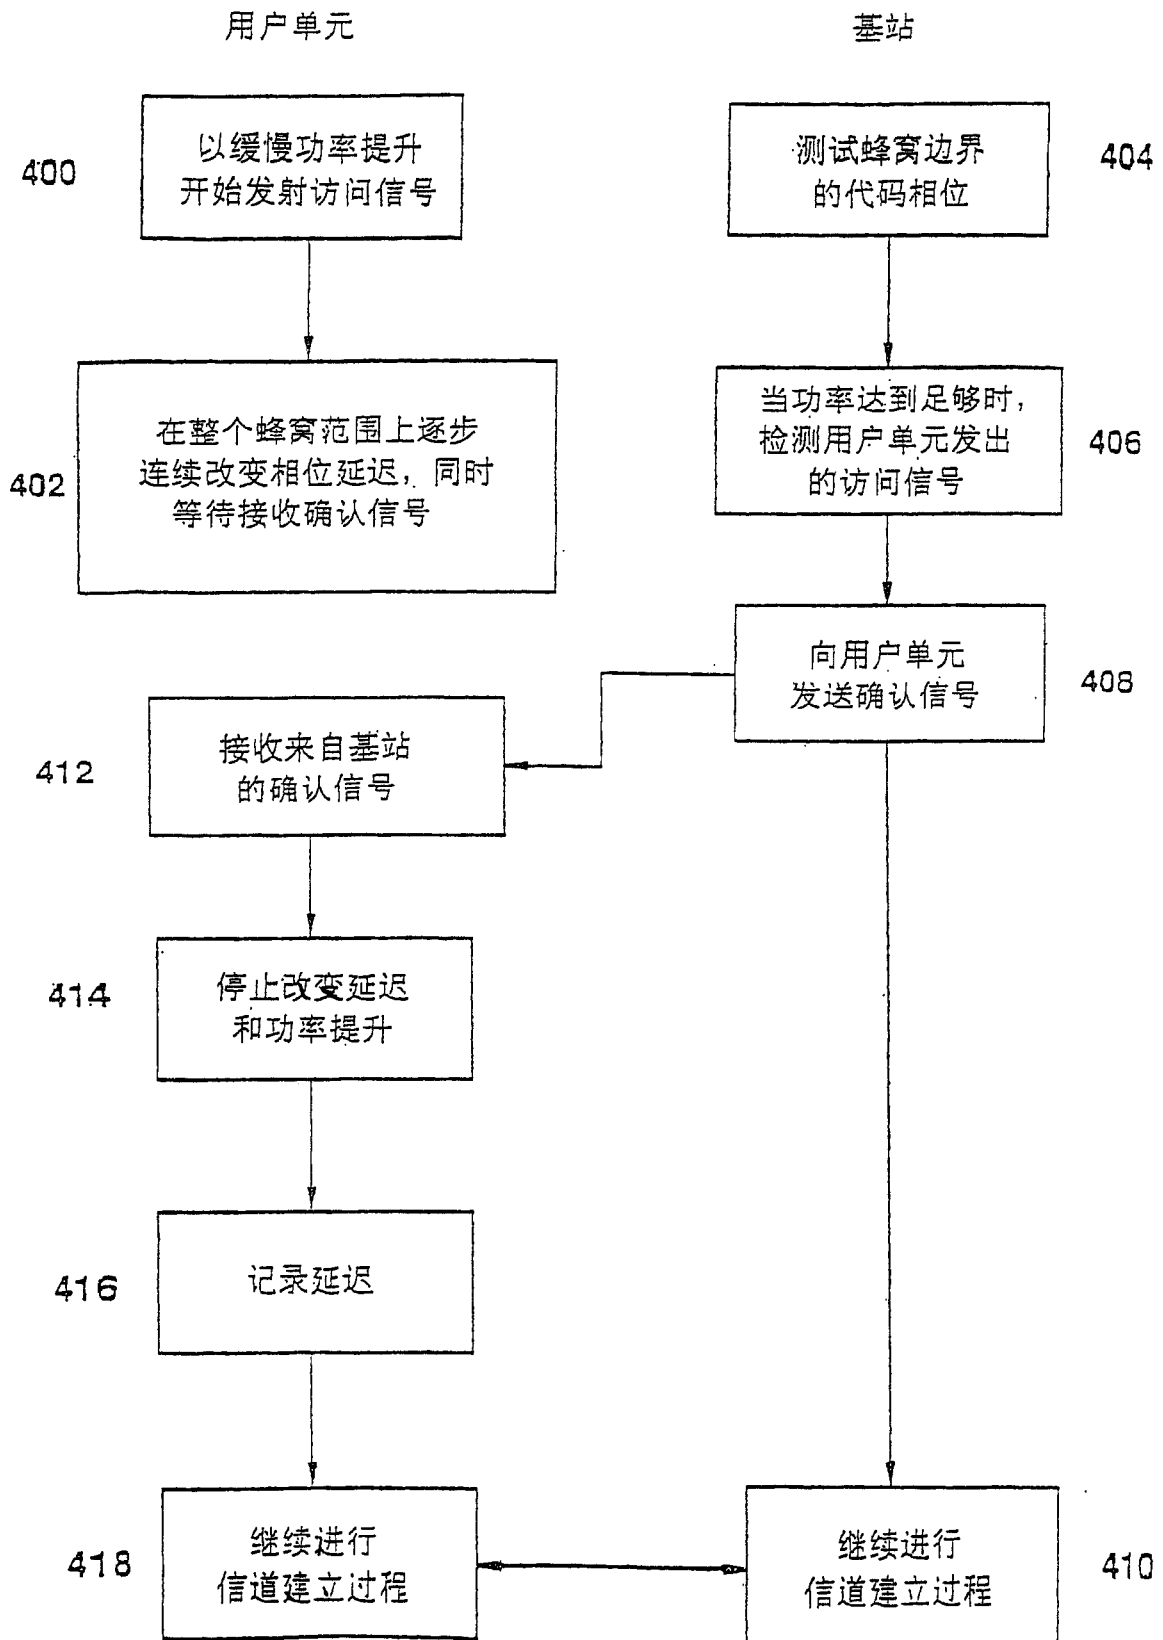 用户单元
基站
400
以缓慢功率提升
开始发射访问信号
测试蜂窝边界
的代码相位
404
402
在整个蜂窝范围上逐步
连续改变相位延迟,同时
等待接收确认信号
当功率达到足够时,
检测用户单元发出
的访问信号
406
向用户单元
发送确认信号
408
412
接收来自基站
的确认信号
414
停止改变延迟
和功率提升
416
记录延迟
418
继续进行
信道建立过程
继续进行
信道建立过程
410